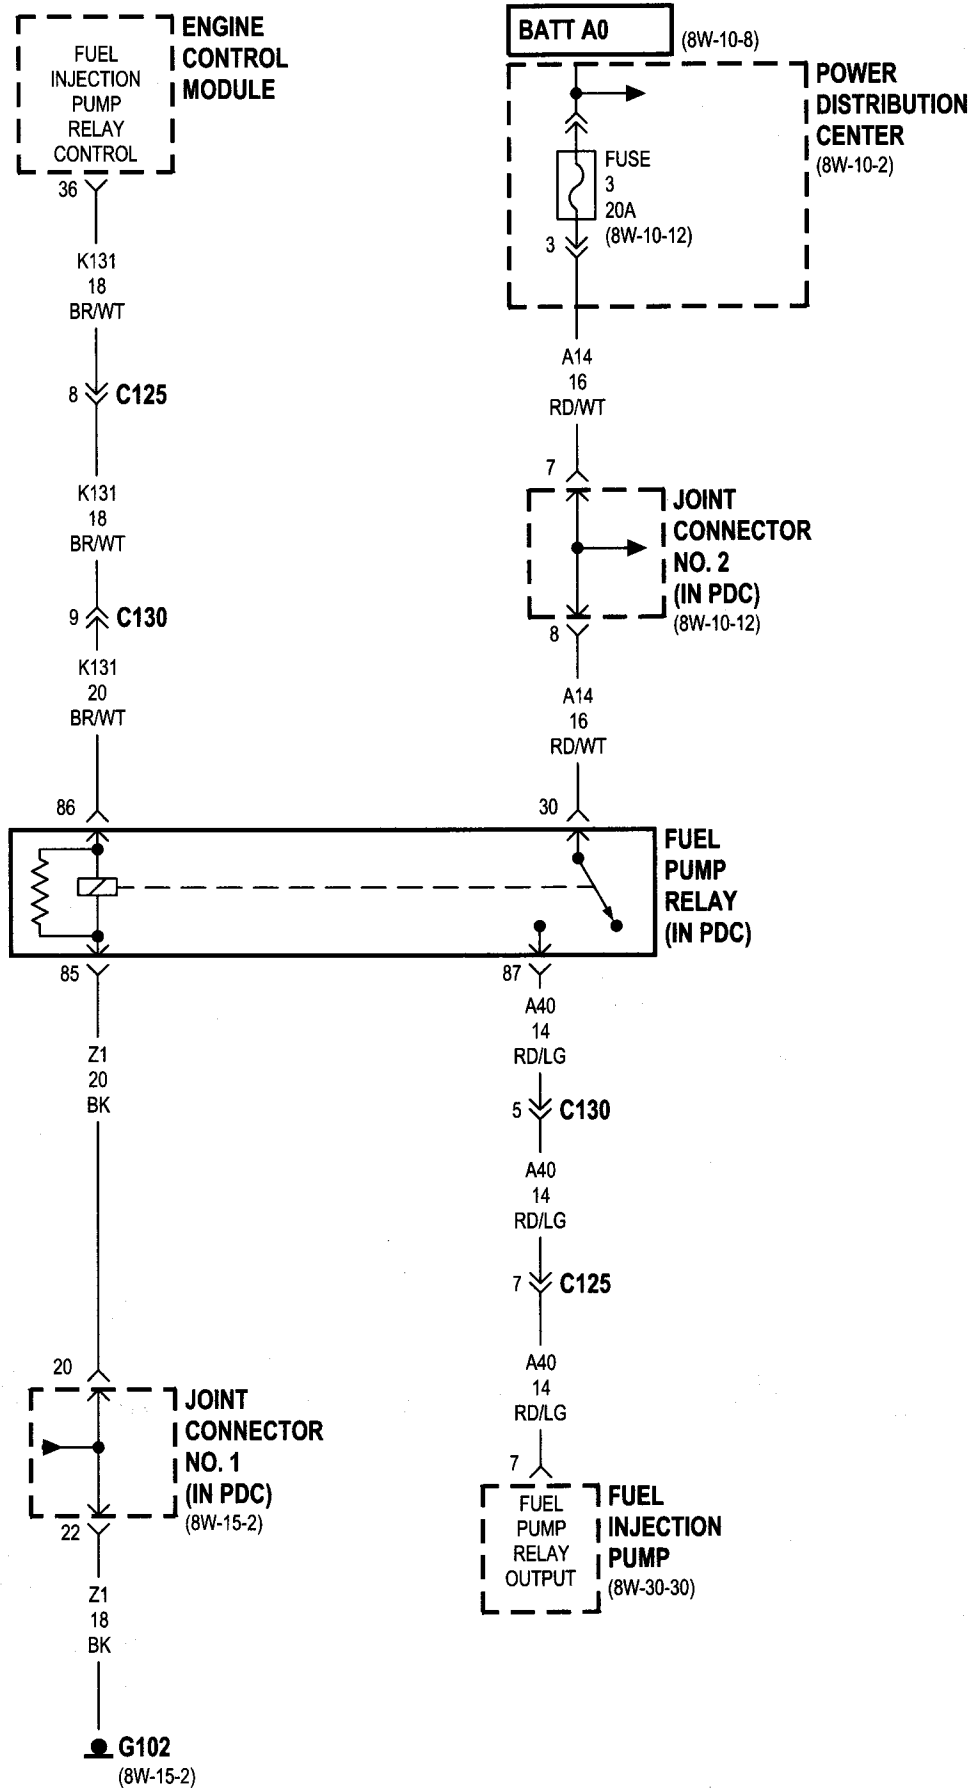 ENGINE
CONTROL
MODULE
FUEL
INJECTION
PUMP
RELAY
CONTROL
36
K131
18
BR/WT
8
C125
K131
18
BR/WT
9
C130
K131
20
BR/WT
86
BATT A0
(8W-10-8)
POWER
DISTRIBUTION
CENTER
(8W-10-2)
FUSE
3
20A
(8W-10-12)
3
A14
16
RD/WT
7
JOINT
CONNECTOR
NO. 2
(IN PDC)
(8W-10-12)
8
A14
16
RD/WT
30
FUEL
PUMP
RELAY
(IN PDC)
85
Z1
20
BK
20
JOINT
CONNECTOR
NO. 1
(IN PDC)
(8W-15-2)
22
Z1
18
BK
G102
(8W-15-2)
87
A40
14
RD/LG
5
C130
A40
14
RD/LG
7
C125
A40
14
RD/LG
7
FUEL
PUMP
RELAY
OUTPUT
FUEL
INJECTION
PUMP
(8W-30-30)